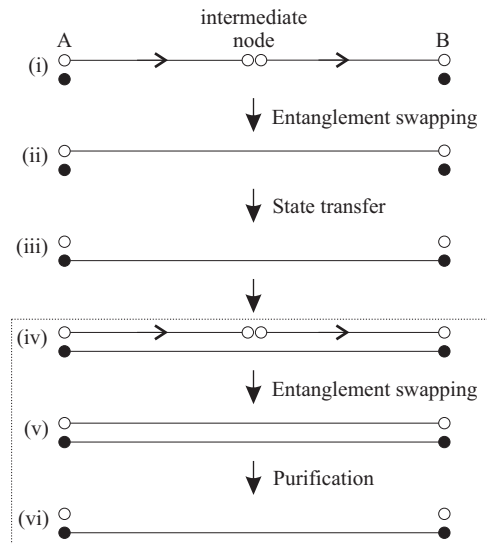 intermediate
A node B
(i)
Entanglement swapping
(ii)
State transfer
(iii)
(iv)
Entanglement swapping
(v)
Purification
(vi)